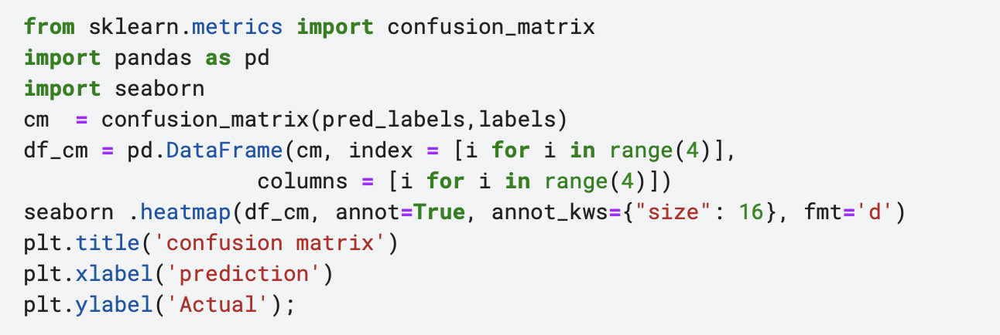 from sklearn.metrics import confusion_matrix
import pandas as pd
import seaborn
cm  = confusion_matrix(pred_labels,labels)
df_cm = pd.DataFrame(cm, index = [i for i in range(4)],
                  columns = [i for i in range(4)])
seaborn .heatmap(df_cm, annot=True, annot_kws={"size": 16}, fmt='d')
plt.title('confusion matrix')
plt.xlabel('prediction')
plt.ylabel('Actual');